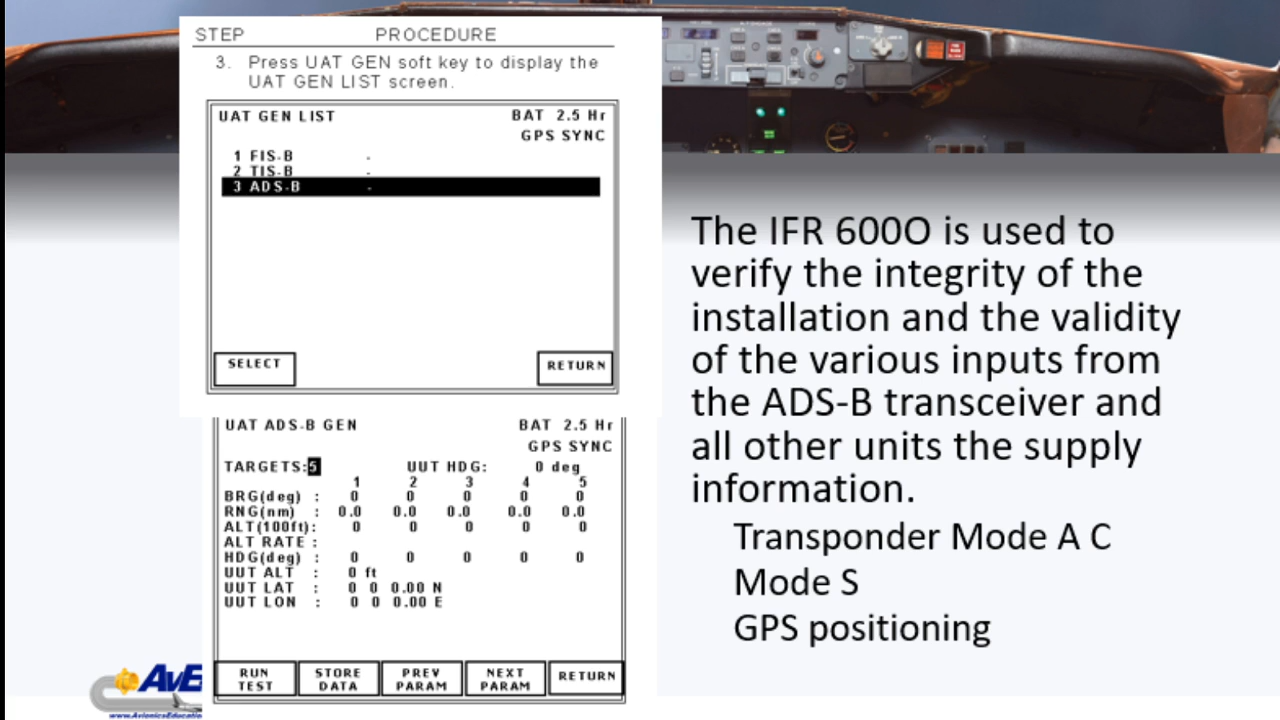 STEP PROCEDURE
3. Press UAT GEN soft key to display the
UAT GEN LIST screen.
UAT GEN LIST BAT 2.5 Hr
GPS SYNC
1 FIS-B -
2 TIS-B -
3 ADS-B -
SELECT RETURN
UAT ADS-B GEN BAT 2.5 Hr
GPS SYNC
TARGETS:5 UUT HDG: 0 deg
1 2 3 4 5
BRG(deg) : 0 0 0 0 0
RNG(nm) : 0.0 0.0 0.0 0.0 0.0
ALT(100ft): 0 0 0 0 0
ALT RATE :
HDG(deg) : 0 0 0 0 0
UUT ALT : 0 ft
UUT LAT : 0 0 0.00 N
UUT LON : 0 0 0.00 E
RUN TEST
STORE DATA
PREV PARAM
NEXT PARAM
RETURN
The IFR 600O is used to
verify the integrity of the
installation and the validity
of the various inputs from
the ADS-B transceiver and
all other units the supply
information.
Transponder Mode A C
Mode S
GPS positioning
AvE
www.AvionicsEducatio